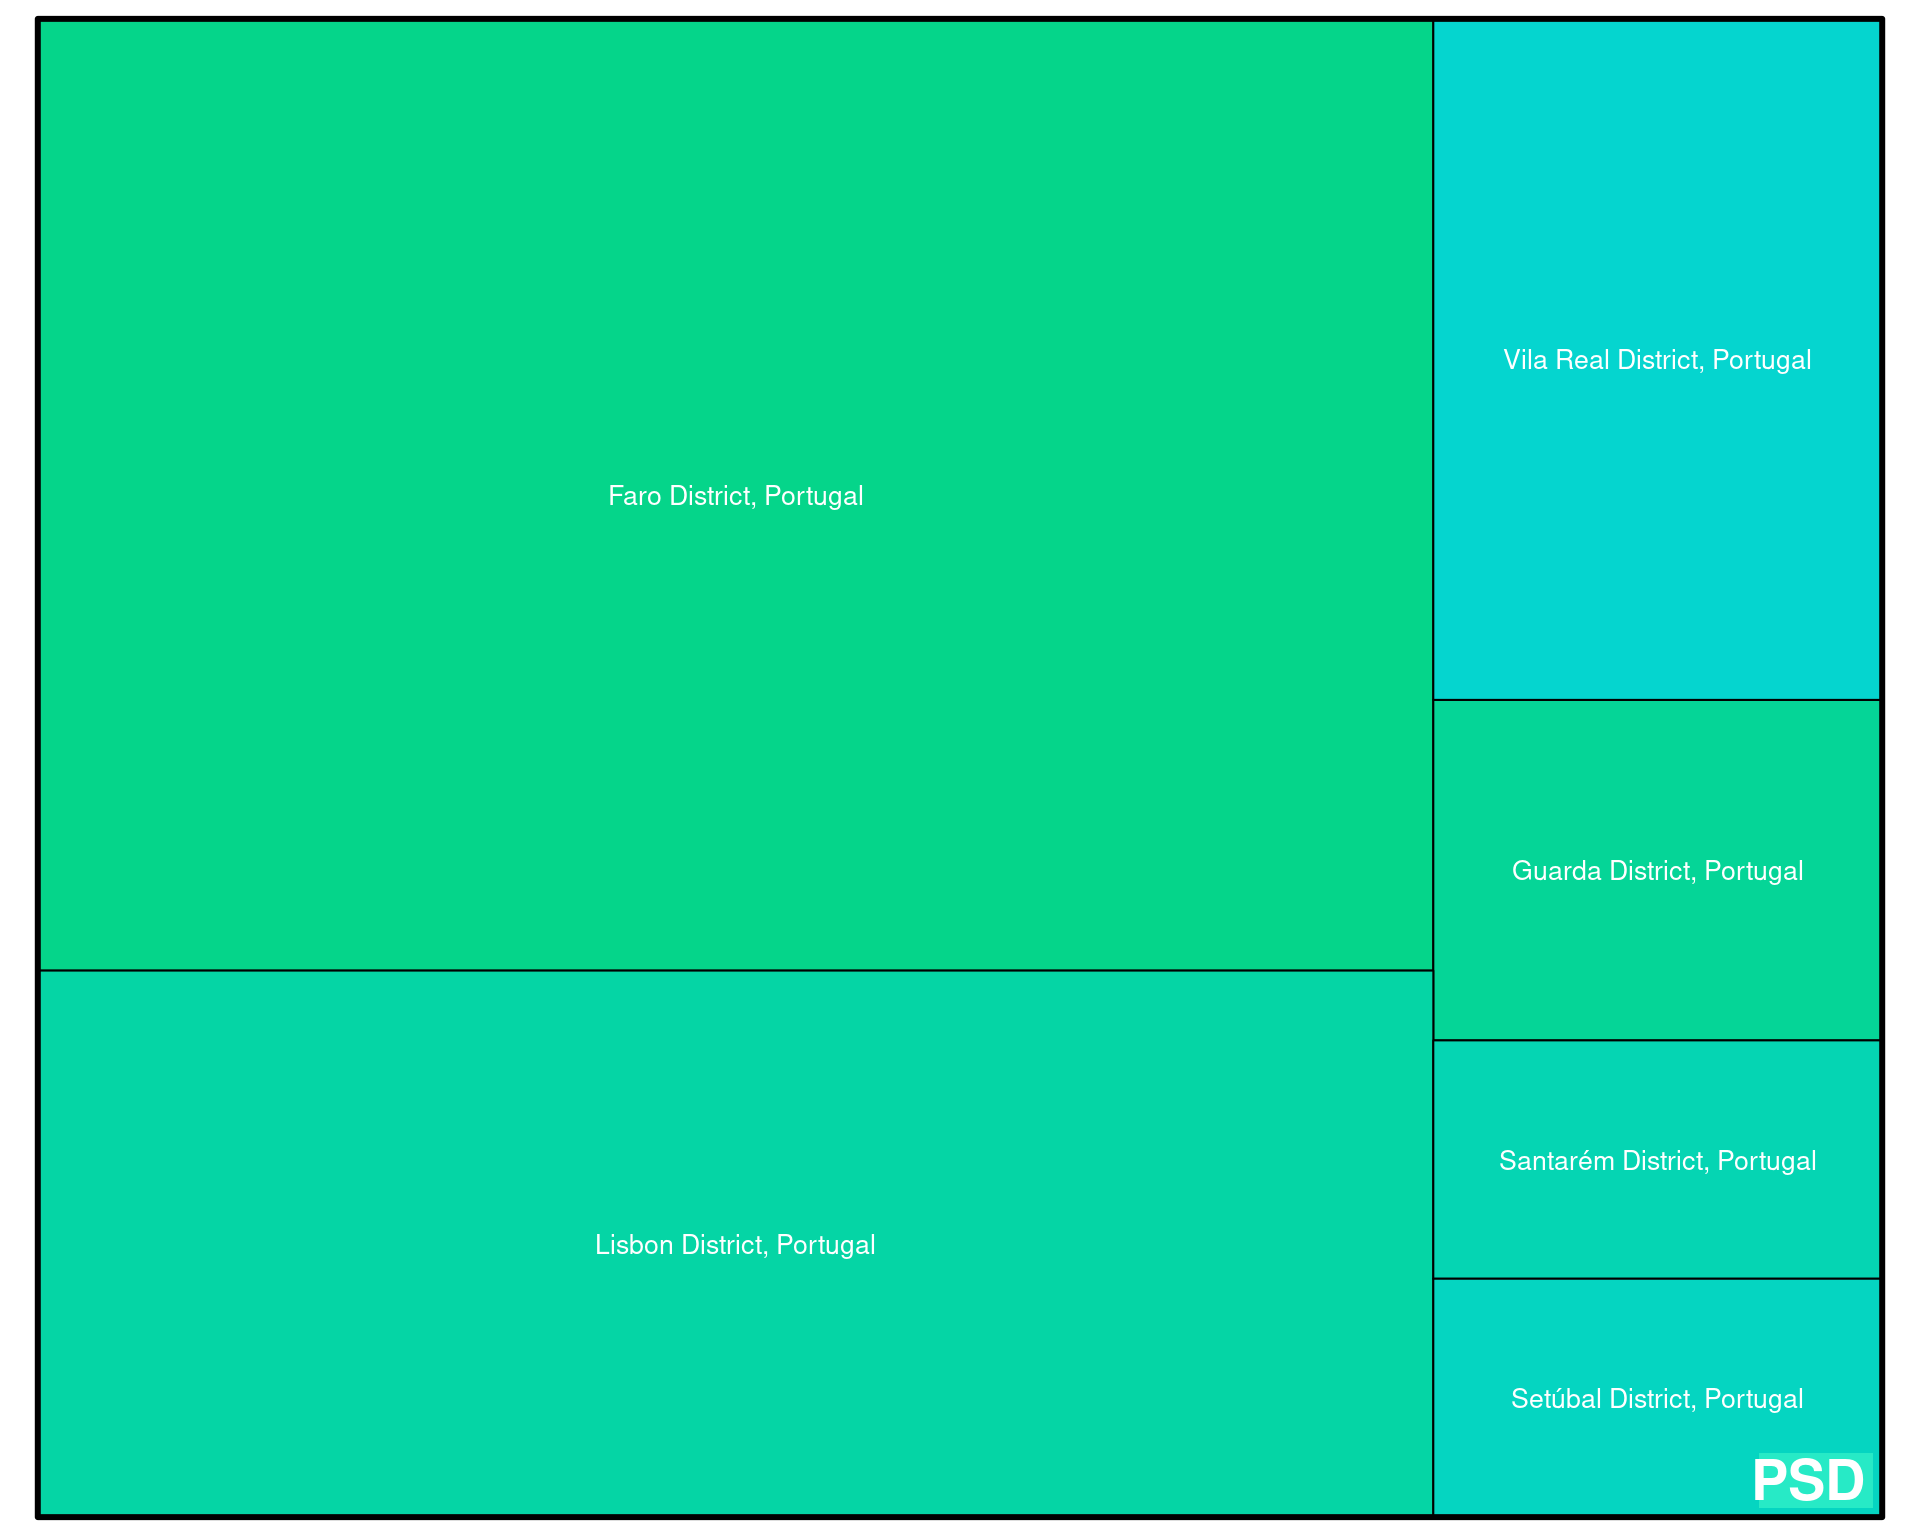 Faro District, Portugal
Lisbon District, Portugal
Vila Real District, Portugal
Guarda District, Portugal
Santarém District, Portugal
Setúbal District, Portugal
PSD